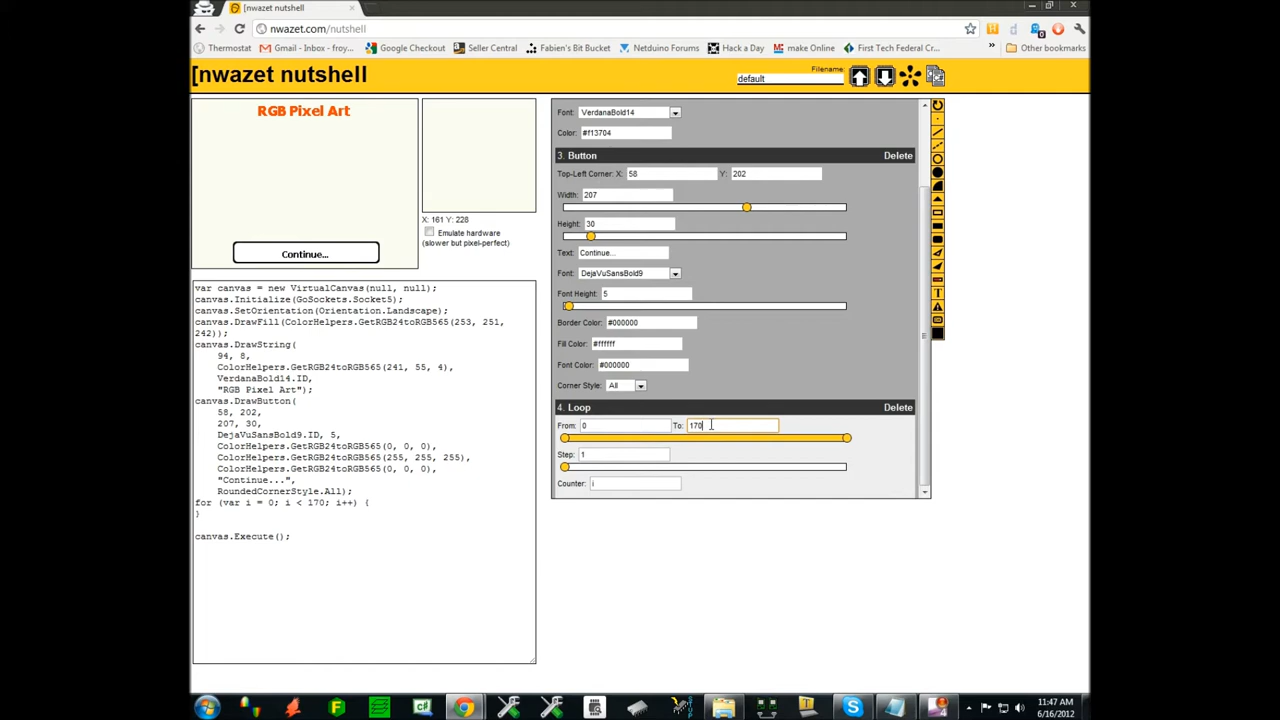 [nwazet nutshell
nwazet.com/nutshell
Thermostat Gmail - Inbox - froy... Google Checkout Seller Central Fabien's Bit Bucket Netduino Forums Hack a Day make Online First Tech Federal Cr... » Other bookmarks
[nwazet nutshell
Filename:
default
RGB Pixel Art
Continue...
X: 161 Y: 228
Emulate hardware
(slower but pixel-perfect)
var canvas = new VirtualCanvas(null, null);
canvas.Initialize(GoSockets.Socket5);
canvas.SetOrientation(Orientation.Landscape);
canvas.DrawFill(ColorHelpers.GetRGB24toRGB565(253, 251,
242));
canvas.DrawString(
94, 8,
ColorHelpers.GetRGB24toRGB565(241, 55, 4),
VerdanaBold14.ID,
"RGB Pixel Art");
canvas.DrawButton(
58, 202,
207, 30,
DejaVuSansBold9.ID, 5,
ColorHelpers.GetRGB24toRGB565(0, 0, 0),
ColorHelpers.GetRGB24toRGB565(255, 255, 255),
ColorHelpers.GetRGB24toRGB565(0, 0, 0),
"Continue...",
RoundedCornerStyle.All);
for (var i = 0; i < 170; i++) {
}
canvas.Execute();
Font: VerdanaBold14
Color: #f13704
3. Button Delete
Top-Left Corner: X: 58 Y: 202
Width: 207
Height: 30
Text: Continue...
Font: DejaVuSansBold9
Font Height: 5
Border Color: #000000
Fill Color: #ffffff
Font Color: #000000
Corner Style: All
4. Loop Delete
From: 0 To: 170
Step: 1
Counter: i
11:47 AM
6/16/2012